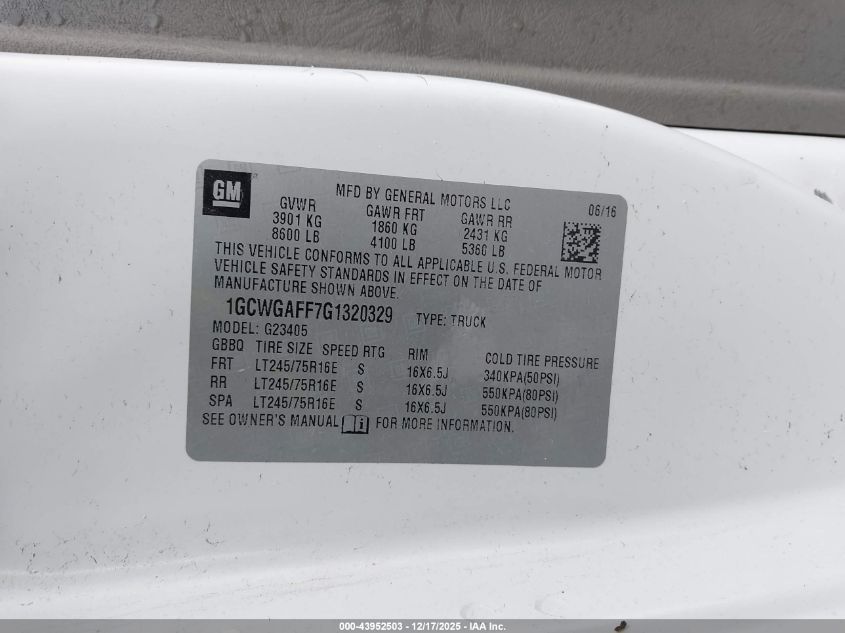 GM
MFD BY GENERAL MOTORS LLC
06/16
GVWR GAWR FRT GAWR RR
3901 KG 1860 KG 2431 KG
8600 LB 4100 LB 5360 LB
THIS VEHICLE CONFORMS TO ALL APPLICABLE U.S. FEDERAL MOTOR
VEHICLE SAFETY STANDARDS IN EFFECT ON THE DATE OF
MANUFACTURE SHOWN ABOVE.
1GCWGAFF7G1320329 TYPE: TRUCK
MODEL: G23405
GBBQ TIRE SIZE SPEED RTG RIM COLD TIRE PRESSURE
FRT LT245/75R16E S 16X6.5J 340KPA(50PSI)
RR LT245/75R16E S 16X6.5J 550KPA(80PSI)
SPA LT245/75R16E S 16X6.5J 550KPA(80PSI)
SEE OWNER'S MANUAL FOR MORE INFORMATION.
000-43952503 - 12/17/2025 - IAA Inc.